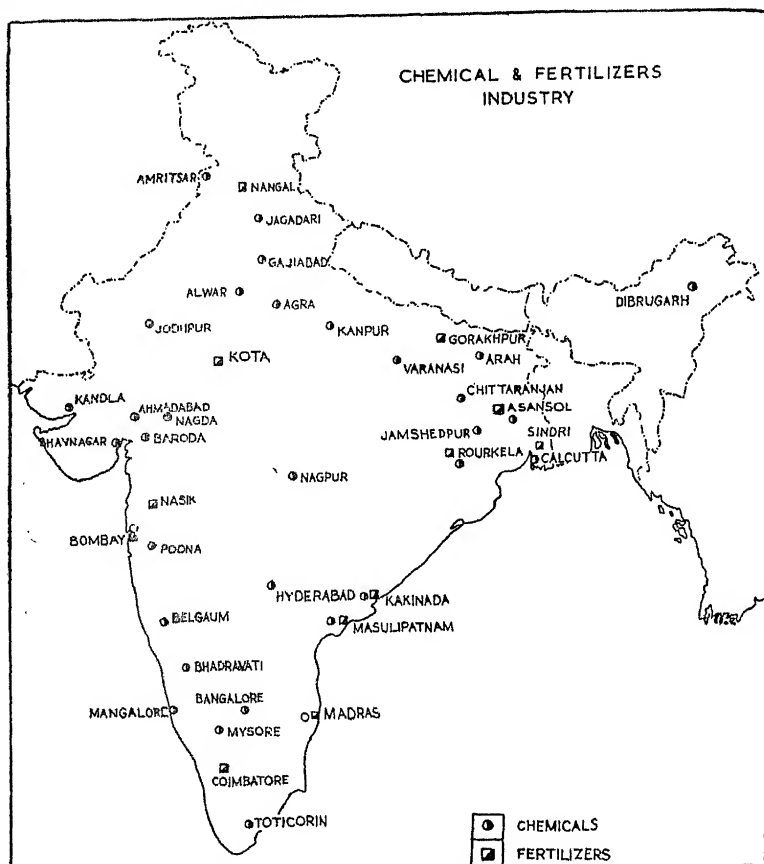 CHEMICAL & FERTILIZERS
INDUSTRY
AMRITSAR
NANGAL
JAGADARI
GAJIABAD
ALWAR
AGRA
DIBRUGARH
JODHPUR
KANPUR
GORAKHPUR
KOTA
VARANASI
ARAH
CHITTARANJAN
KANDLA
AHMADABAD
NAGDA
ASANSOL
BHAVNAGAR
BARODA
JAMSHEDPUR
SINDRI
ROURKELA
CALCUTTA
NAGPUR
NASIK
BOMBAY
POONA
HYDERABAD
KAKINADA
BELGAUM
MASULIPATNAM
BHADRAVATI
BANGALORE
MANGALORE
MADRAS
MYSORE
COIMBATORE
TOTICORIN
CHEMICALS
FERTILIZERS